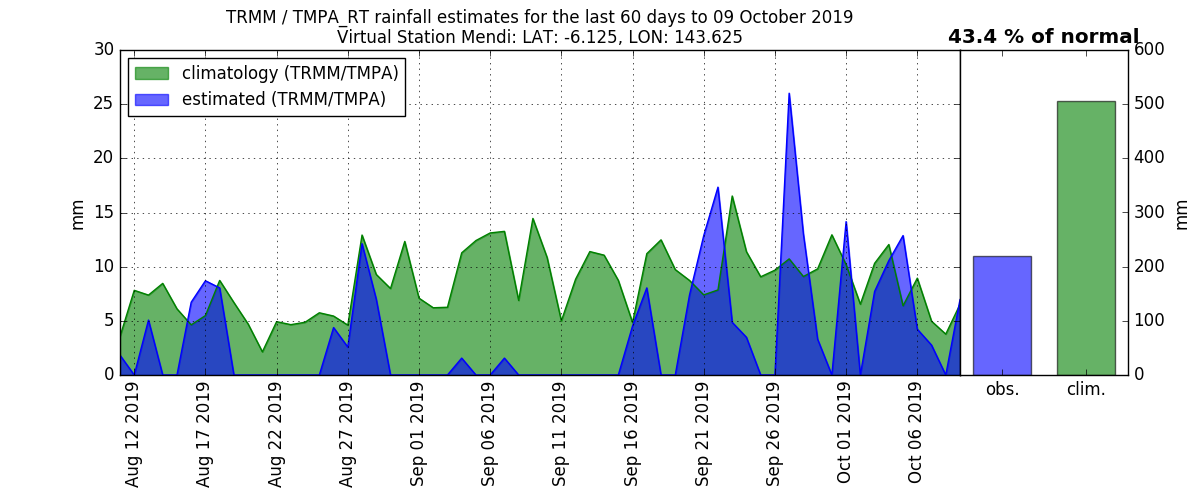 TRMM / TMPA_RT rainfall estimates for the last 60 days to 09 October 2019
Virtual Station Mendi: LAT: -6.125, LON: 143.625
43.4 % of normal
climatology (TRMM/TMPA)
estimated (TRMM/TMPA)
mm
30
25
20
15
10
5
0
Aug 12 2019
Aug 17 2019
Aug 22 2019
Aug 27 2019
Sep 01 2019
Sep 06 2019
Sep 11 2019
Sep 16 2019
Sep 21 2019
Sep 26 2019
Oct 01 2019
Oct 06 2019
obs.
clim.
600
500
400
300
200
100
0
mm